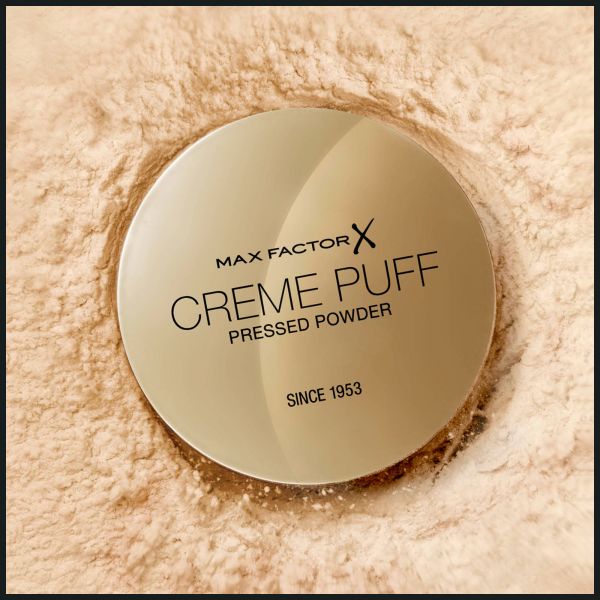 MAX FACTOR X
CREME PUFF
PRESSED POWDER
SINCE 1953